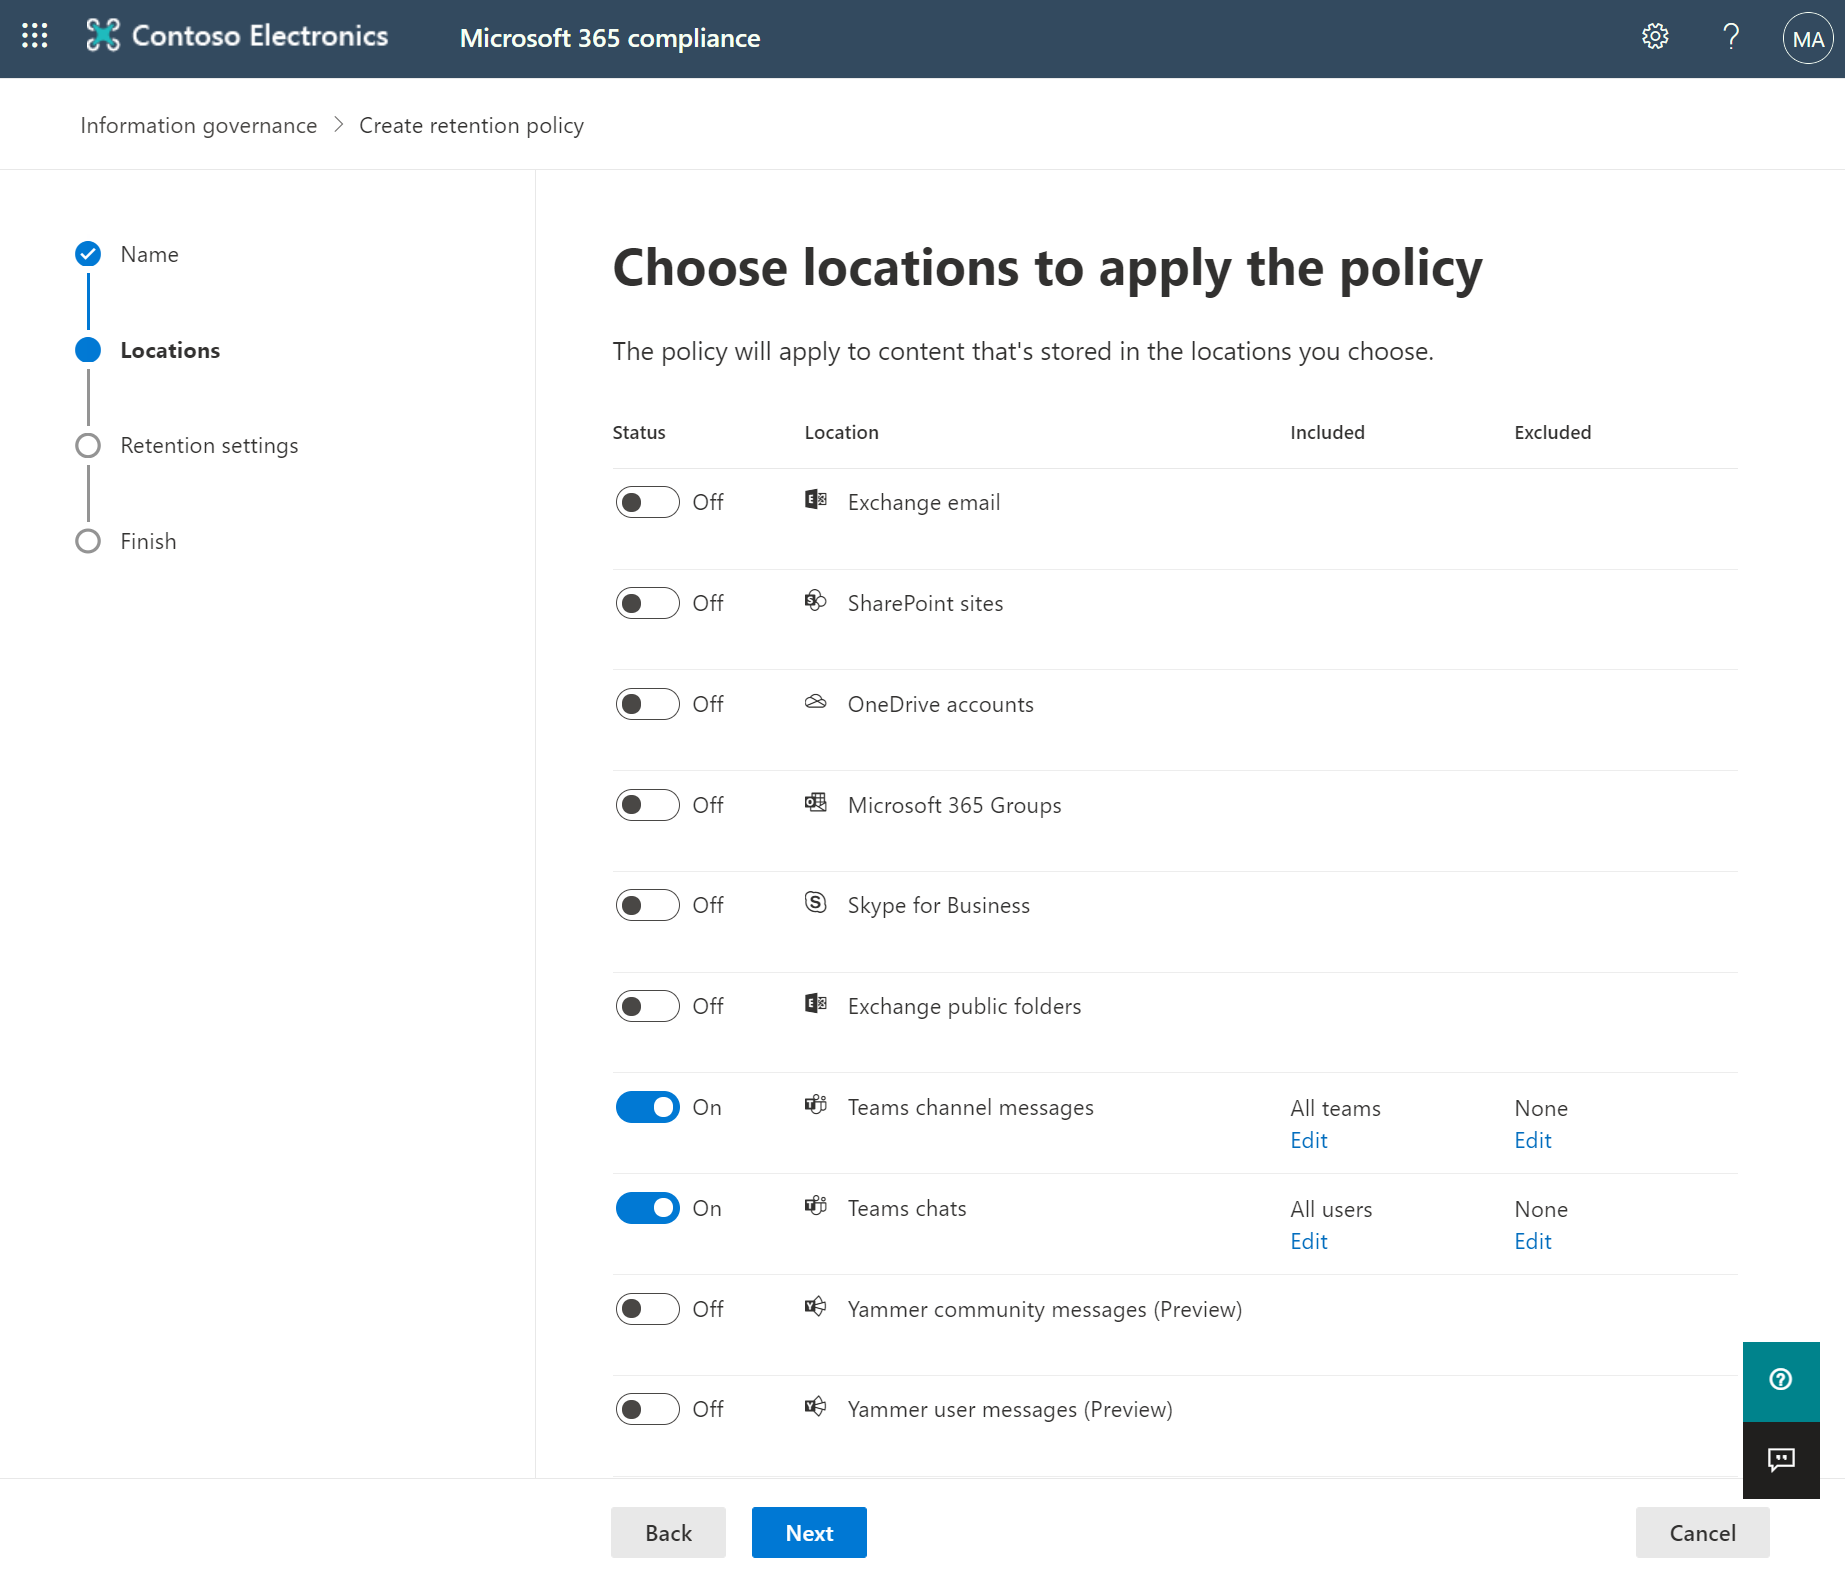 Contoso Electronics Microsoft 365 compliance ? MA
Information governance > Create retention policy
Name
Locations
Retention settings
Finish
Choose locations to apply the policy
The policy will apply to content that's stored in the locations you choose.
Status Location Included Excluded
Off Exchange email
Off SharePoint sites
Off OneDrive accounts
Off Microsoft 365 Groups
Off Skype for Business
Off Exchange public folders
On Teams channel messages All teams None
Edit Edit
On Teams chats All users None
Edit Edit
Off Yammer community messages (Preview)
Off Yammer user messages (Preview)
Back Next Cancel